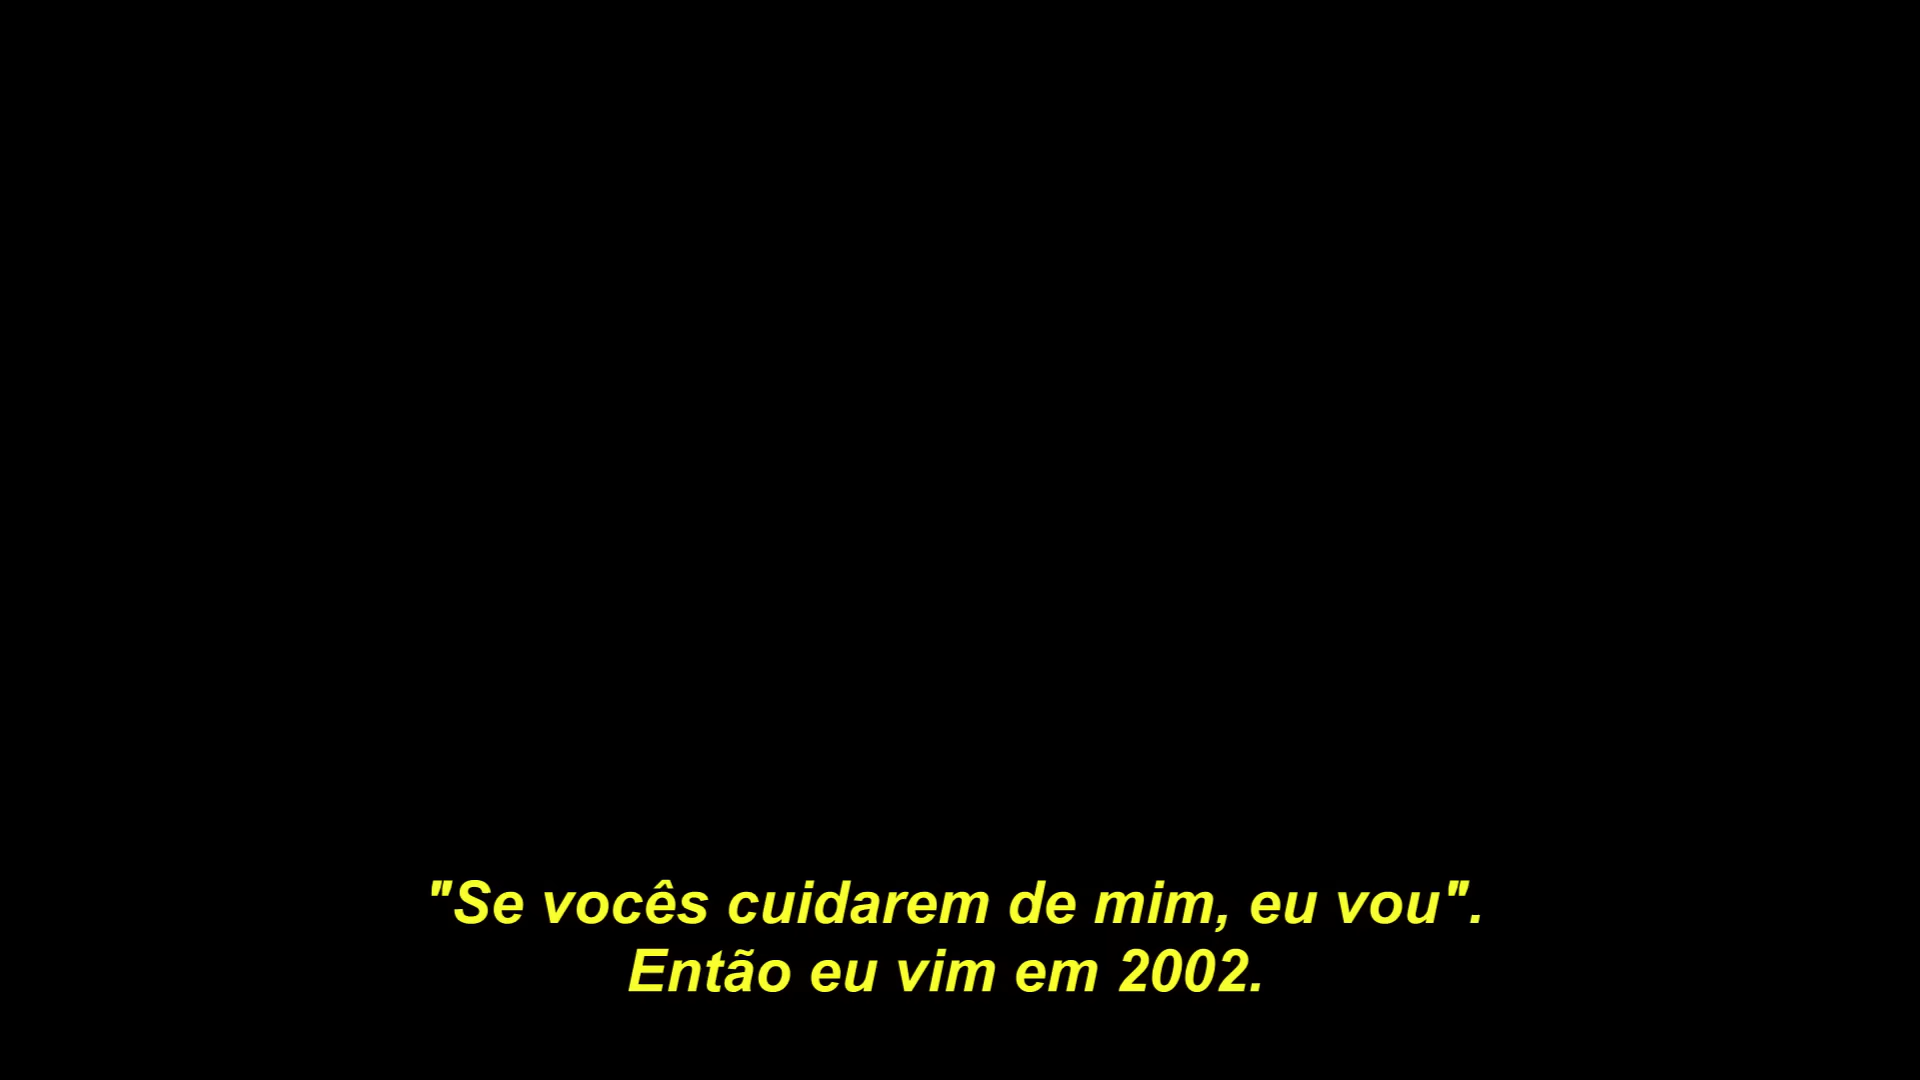 "Se vocês cuidarem de mim, eu vou".
Então eu vim em 2002.